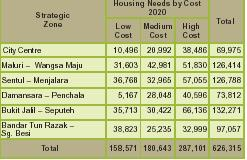 Strategic Zone
Housing Needs by Cost 2020
Low Cost
Medium Cost
High Cost
Total
City Centre 10,496 20,992 38,486 69,975
Maluri – Wangsa Maju 31,603 42,981 51,830 126,414
Sentul – Menjalara 36,768 32,965 57,055 126,788
Damansara – Penchala 5,167 28,048 40,596 73,812
Bukit Jalil – Seputeh 35,713 30,422 66,136 132,271
Bandar Tun Razak – Sg. Besi 38,823 25,235 32,999 97,057
Total 158,571 180,643 287,101 626,315